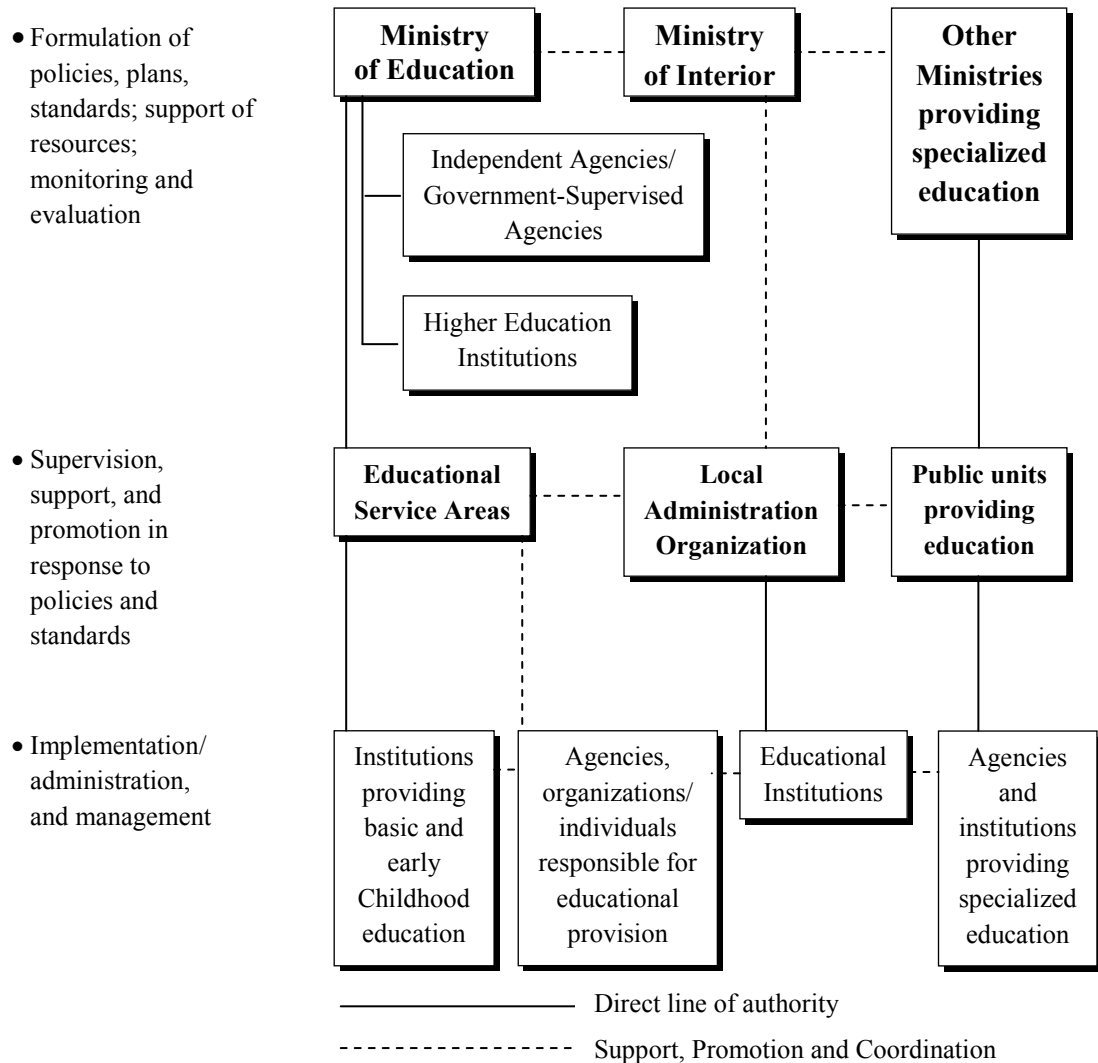 • Formulation of
policies, plans,
standards; support of
resources;
monitoring and
evaluation
Ministry
of Education
Ministry
of Interior
Other
Ministries
providing
specialized
education
Independent Agencies/
Government-Supervised
Agencies
Higher Education
Institutions
• Supervision,
support, and
promotion in
response to
policies and
standards
Educational
Service Areas
Local
Administration
Organization
Public units
providing
education
• Implementation/
administration,
and management
Institutions
providing
basic and
early
Childhood
education
Agencies,
organizations/
individuals
responsible for
educational
provision
Educational
Institutions
Agencies
and
institutions
providing
specialized
education
Direct line of authority
Support, Promotion and Coordination